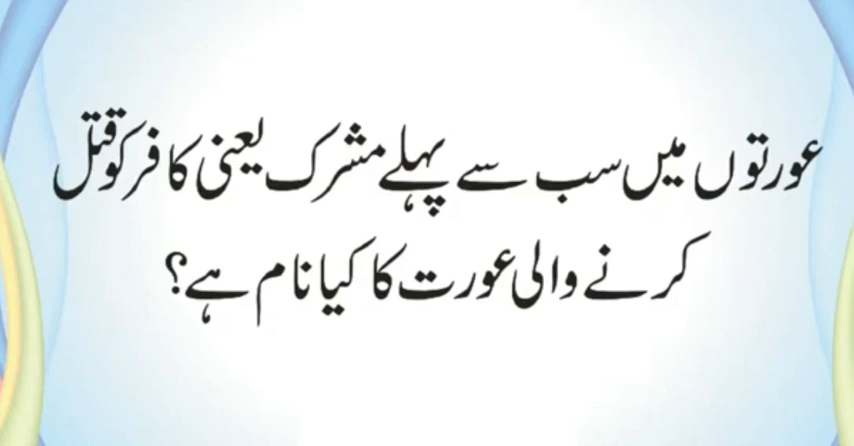 عورتوں میں سب سے پہلے مشرک یعنی کافر کو قتل
کرنے والی عورت کا کیا نام ہے؟